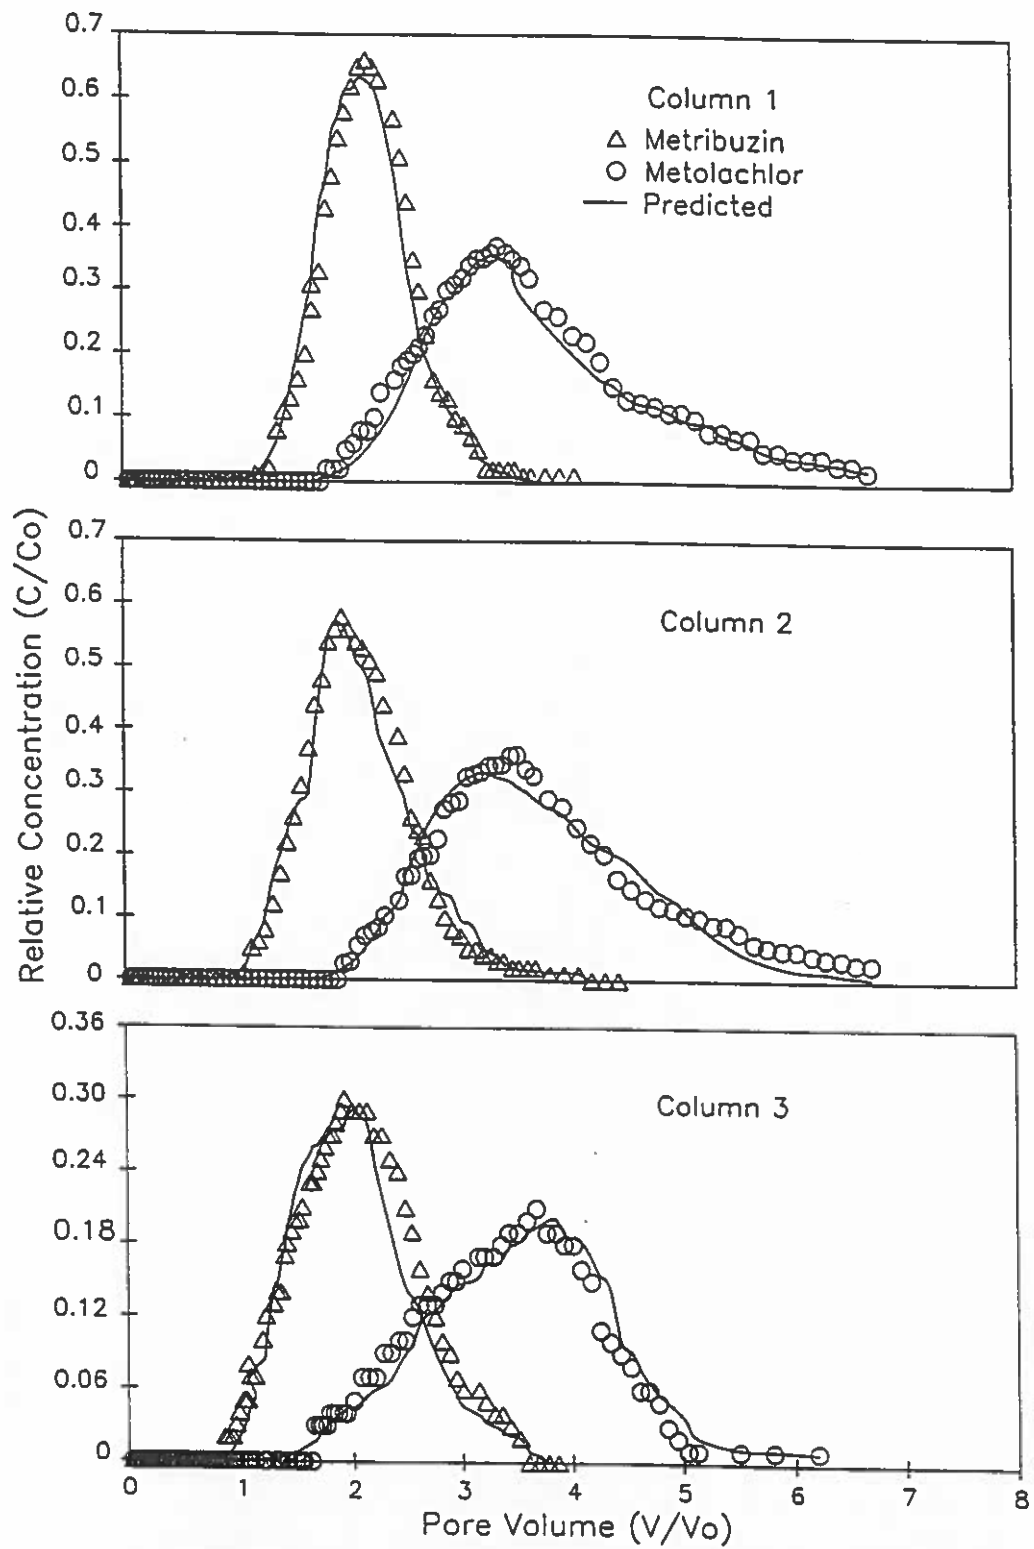 Relative Concentration (C/Co)
0.7
0.6
0.5
0.4
0.3
0.2
0.1
0
Column 1
Metribuzin
Metolachlor
Predicted
0.7
0.6
0.5
0.4
0.3
0.2
0.1
0
Column 2
0.36
0.30
0.24
0.18
0.12
0.06
0
Column 3
0 1 2 3 4 5 6 7 8
Pore Volume (V/Vo)